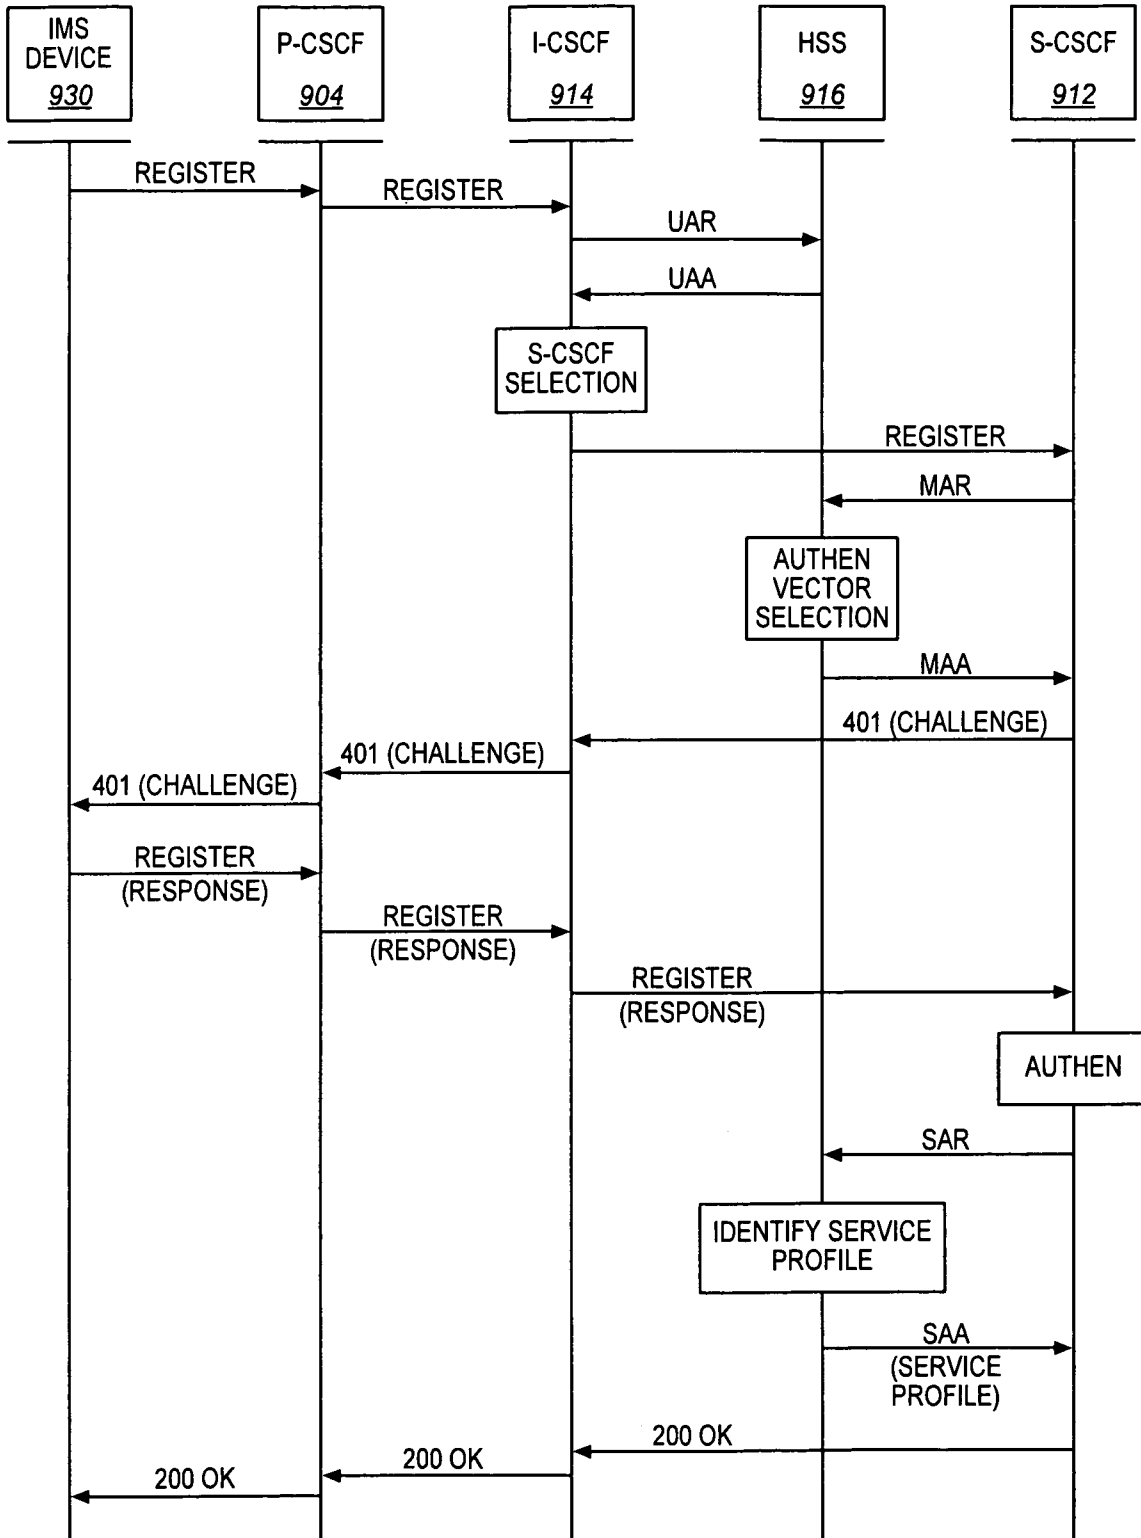 IMS
DEVICE
930
P-CSCF
904
I-CSCF
914
HSS
916
S-CSCF
912
REGISTER
REGISTER
UAR
UAA
S-CSCF
SELECTION
REGISTER
MAR
AUTHEN
VECTOR
SELECTION
MAA
401 (CHALLENGE)
401 (CHALLENGE)
401 (CHALLENGE)
REGISTER
(RESPONSE)
REGISTER
(RESPONSE)
REGISTER
(RESPONSE)
AUTHEN
SAR
IDENTIFY SERVICE
PROFILE
SAA
(SERVICE
PROFILE)
200 OK
200 OK
200 OK